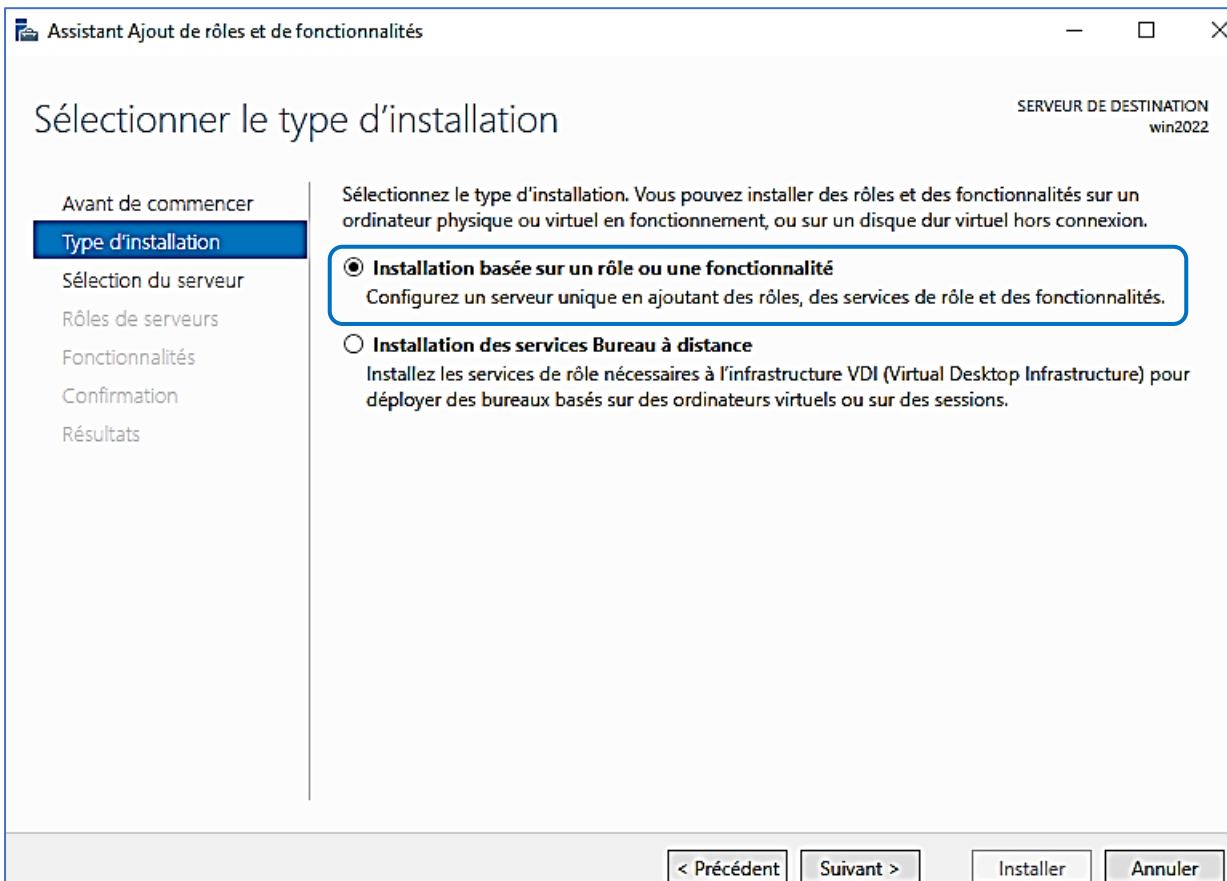 Assistant Ajout de rôles et de fonctionnalités
Sélectionner le type d’installation
SERVEUR DE DESTINATION
win2022
Avant de commencer
Type d’installation
Sélection du serveur
Rôles de serveurs
Fonctionnalités
Confirmation
Résultats
Sélectionnez le type d’installation. Vous pouvez installer des rôles et des fonctionnalités sur un
ordinateur physique ou virtuel en fonctionnement, ou sur un disque dur virtuel hors connexion.
Installation basée sur un rôle ou une fonctionnalité
Configurez un serveur unique en ajoutant des rôles, des services de rôle et des fonctionnalités.
Installation des services Bureau à distance
Installez les services de rôle nécessaires à l’infrastructure VDI (Virtual Desktop Infrastructure) pour
déployer des bureaux basés sur des ordinateurs virtuels ou sur des sessions.
< Précédent
Suivant >
Installer
Annuler